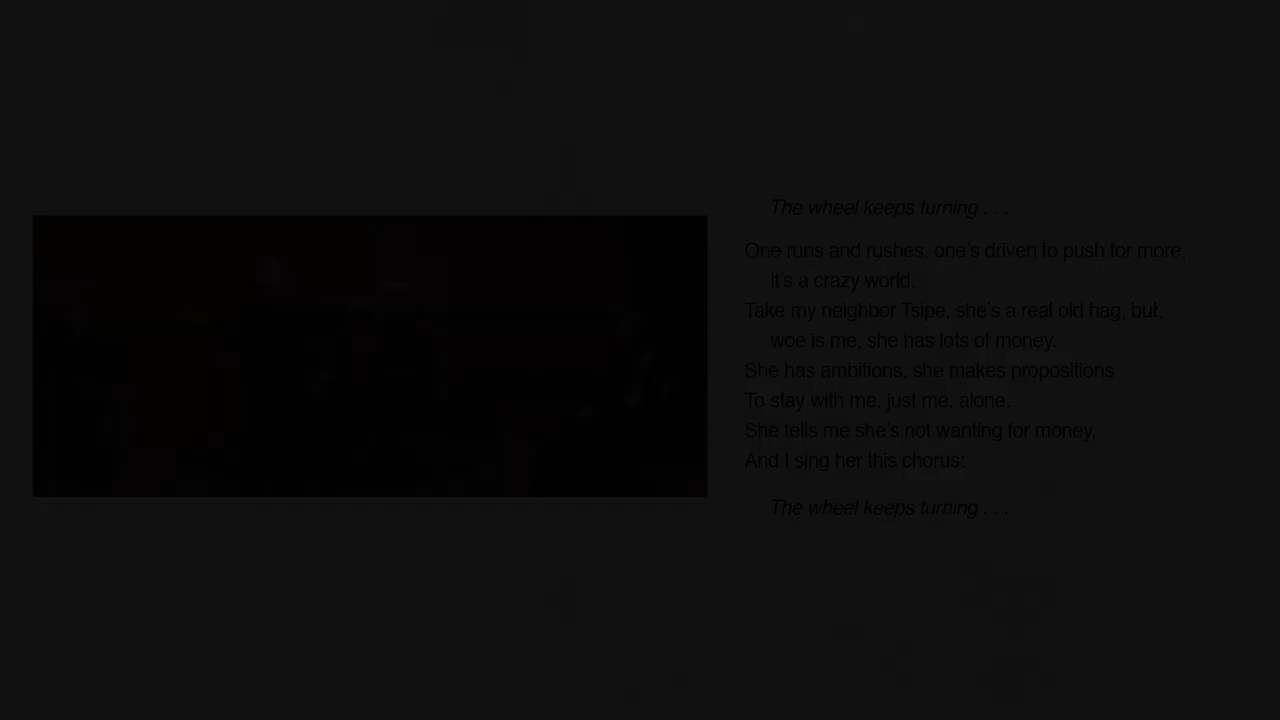 The wheel keeps turning . . .
One runs and rushes, one's driven to push for more,
it's a crazy world.
Take my neighbor Tsipe, she's a real old hag, but,
woe is me, she has lots of money.
She has ambitions, she makes propositions
To stay with me, just me, alone.
She tells me she's not wanting for money,
And I sing her this chorus:
The wheel keeps turning . . .